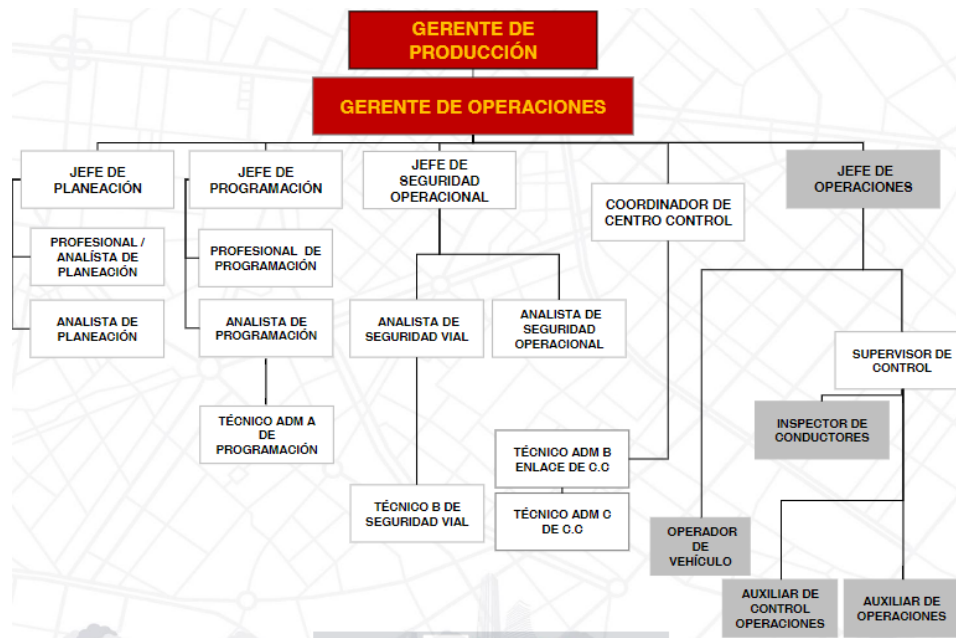 GERENTE DE
PRODUCCIÓN
GERENTE DE OPERACIONES
JEFE DE
PLANEACIÓN
JEFE DE
PROGRAMACIÓN
JEFE DE
SEGURIDAD
OPERACIONAL
COORDINADOR DE
CENTRO CONTROL
JEFE DE
OPERACIONES
PROFESIONAL /
ANALÍSTA DE
PLANEACIÓN
PROFESIONAL DE
PROGRAMACIÓN
ANALISTA DE
PLANEACIÓN
ANALISTA DE
PROGRAMACIÓN
ANALISTA DE
SEGURIDAD VIAL
ANALISTA DE
SEGURIDAD
OPERACIONAL
SUPERVISOR DE
CONTROL
TÉCNICO ADM A
DE
PROGRAMACIÓN
INSPECTOR DE
CONDUCTORES
TÉCNICO ADM B
ENLACE DE C.C
TÉCNICO B DE
SEGURIDAD VIAL
TÉCNICO ADM C
DE C.C
OPERADOR
DE
VEHÍCULO
AUXILIAR DE
CONTROL
OPERACIONES
AUXILIAR DE
OPERACIONES